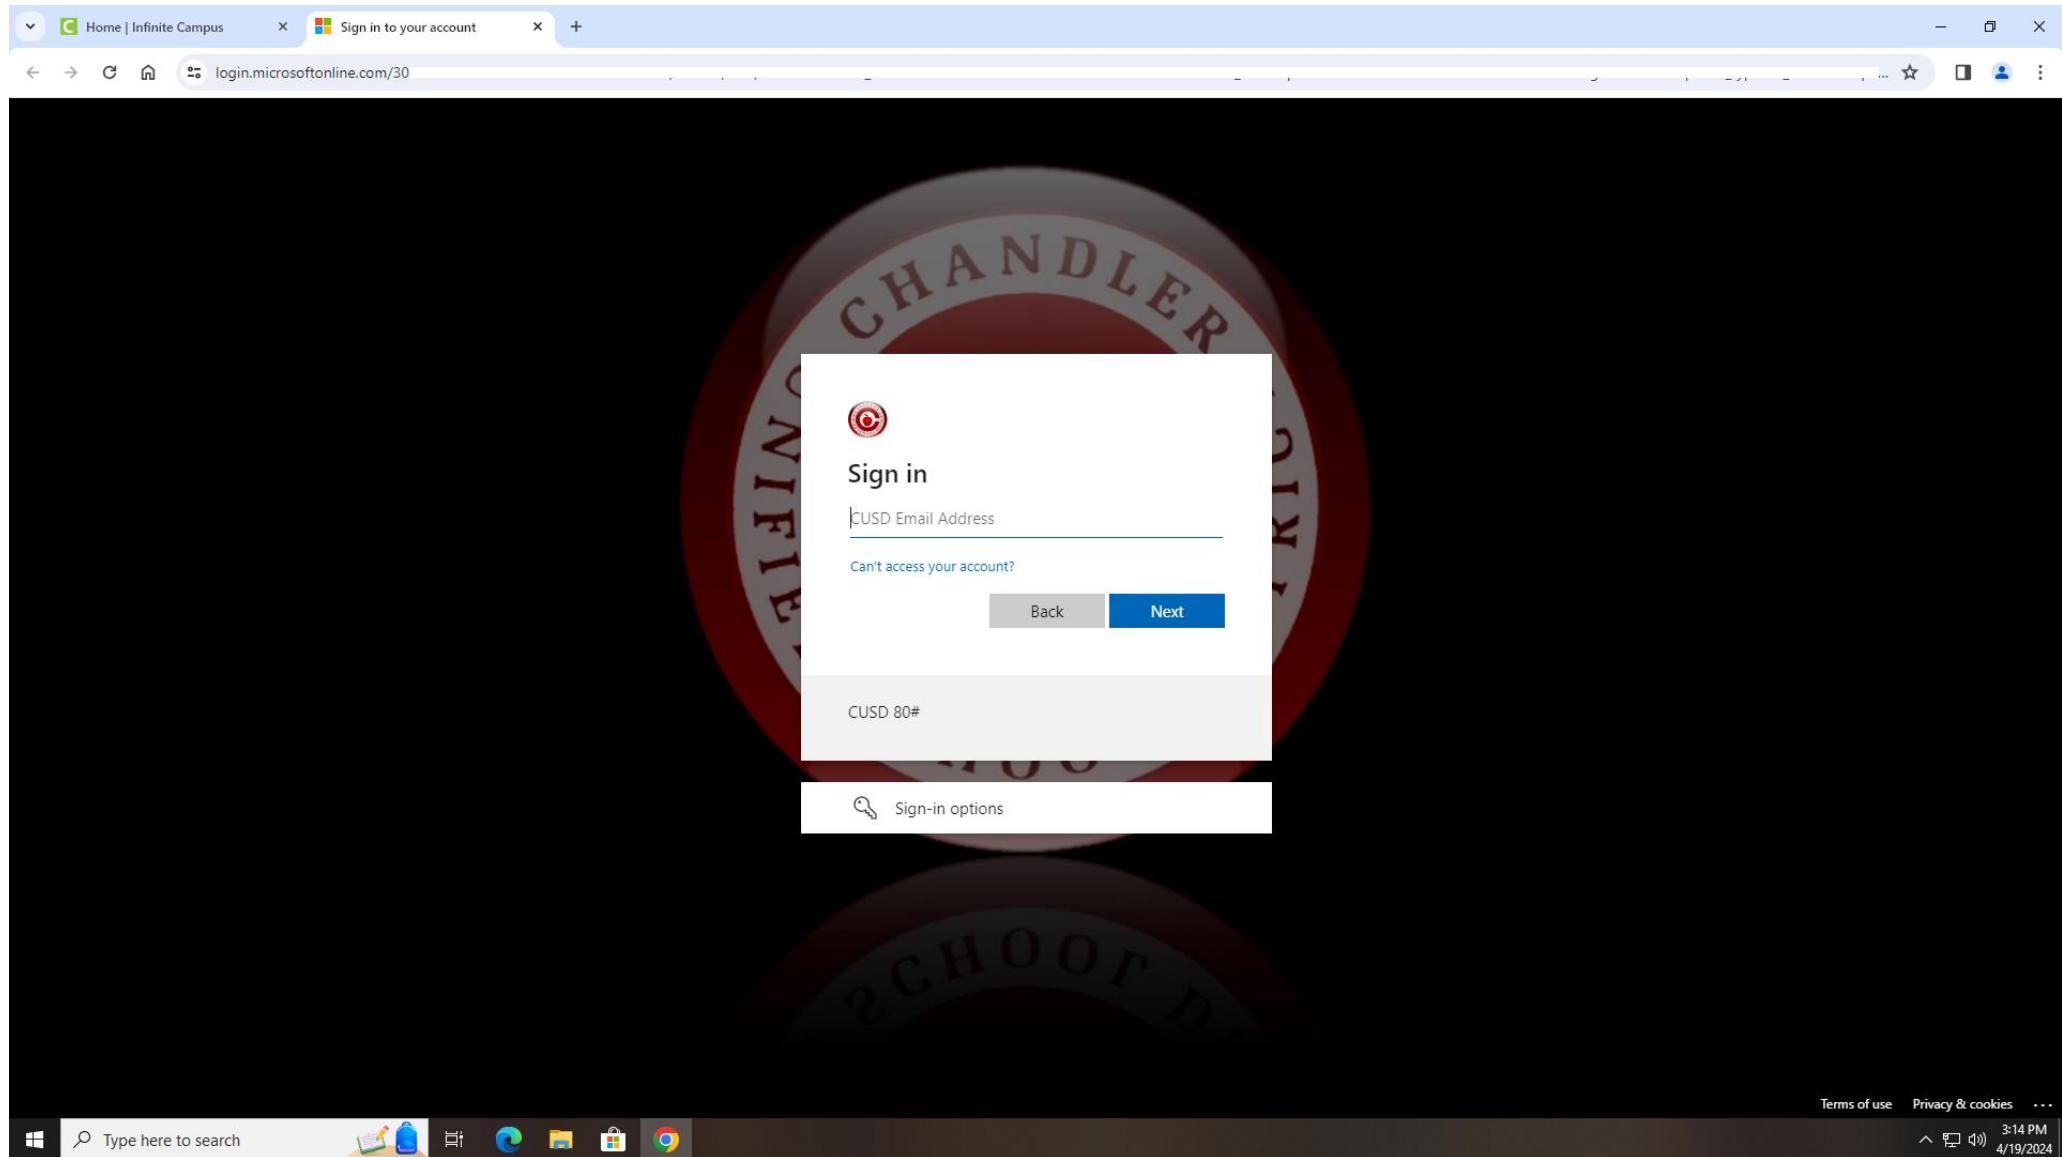 Home | Infinite Campus
Sign in to your account
login.microsoftonline.com/30
CHANDLER
Sign in
CUSD Email Address
Can't access your account?
Back Next
CUSD 80#
Sign-in options
Terms of use Privacy & cookies
Type here to search
3:14 PM
4/19/2024